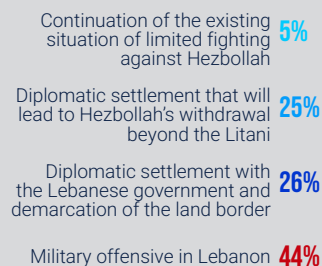 Continuation of the existing
situation of limited fighting
against Hezbollah
5%
Diplomatic settlement that will
lead to Hezbollah's withdrawal
beyond the Litani
25%
Diplomatic settlement with
the Lebanese government and
demarcation of the land border
26%
Military offensive in Lebanon 44%